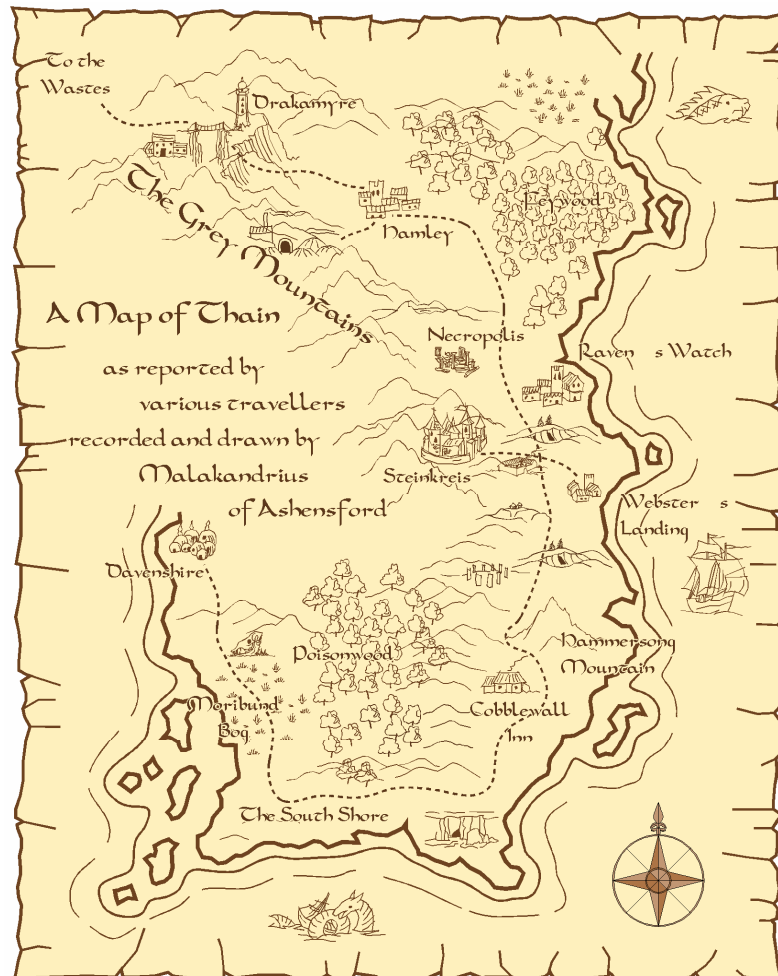 To the
Wastes
Drakamyre
The Grey Mountains
Hamley
Feywood
A Map of Thain
as reported by
various travellers
recorded and drawn by
Malakandrius
of Ashensford
Necropolis
Raven s Watch
Steinkreis
Webster s
Landing
Davenshire
Poisonwood
Hammersong
Mountain
Moribund
Bog
Cobblewall
Inn
The South Shore